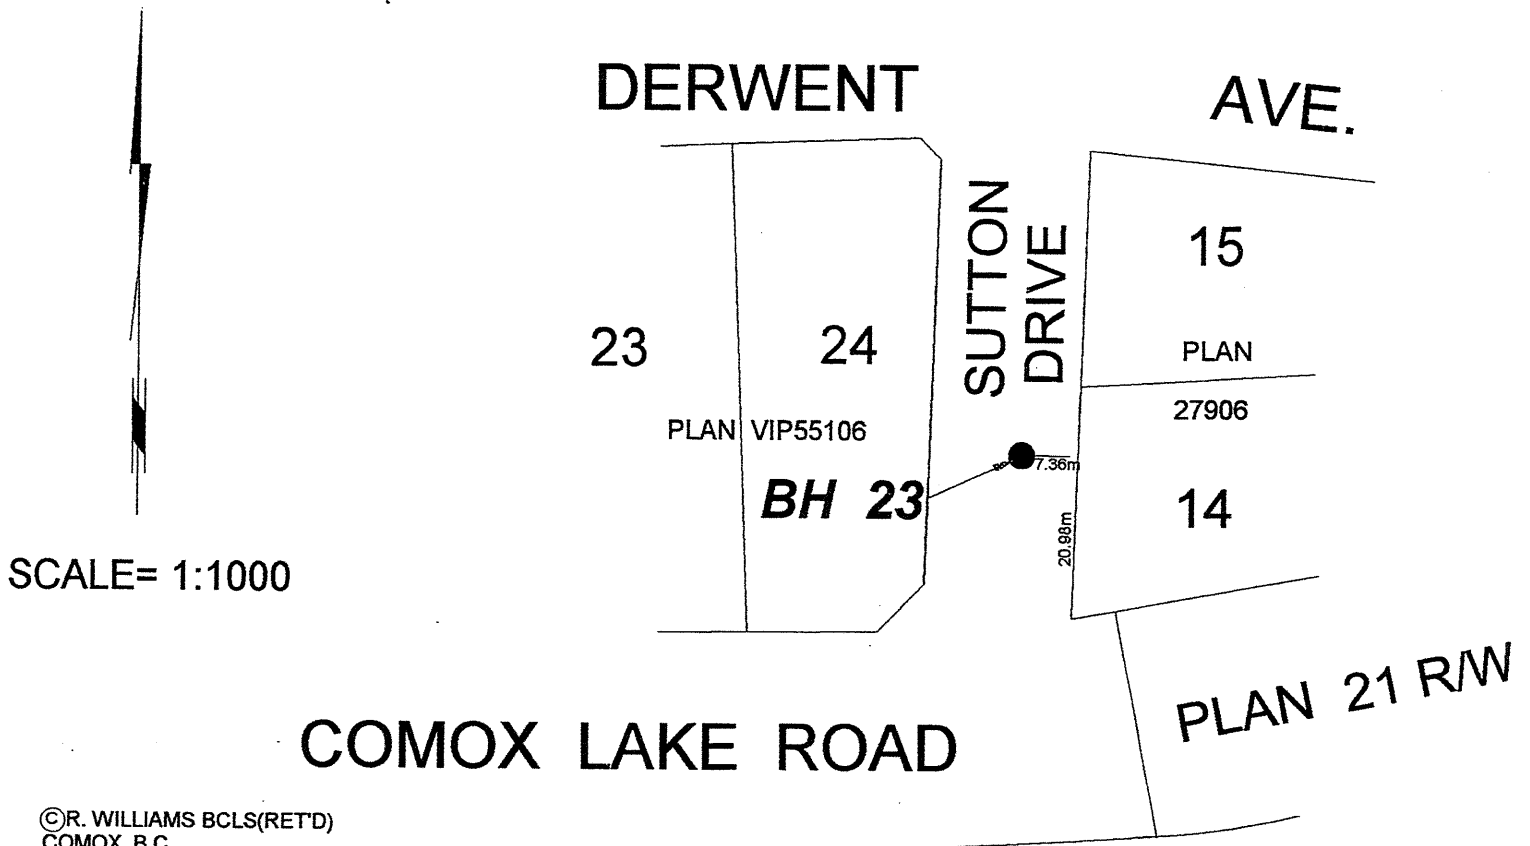 DERWENT AVE.
SUTTON
DRIVE
15
23
24
PLAN
27906
PLAN VIP55106
7.36m
BH 23
14
20.98m
SCALE= 1:1000
PLAN 21 R/W
COMOX LAKE ROAD
©R. WILLIAMS BCLS(RET'D)
COMOX, B.C.